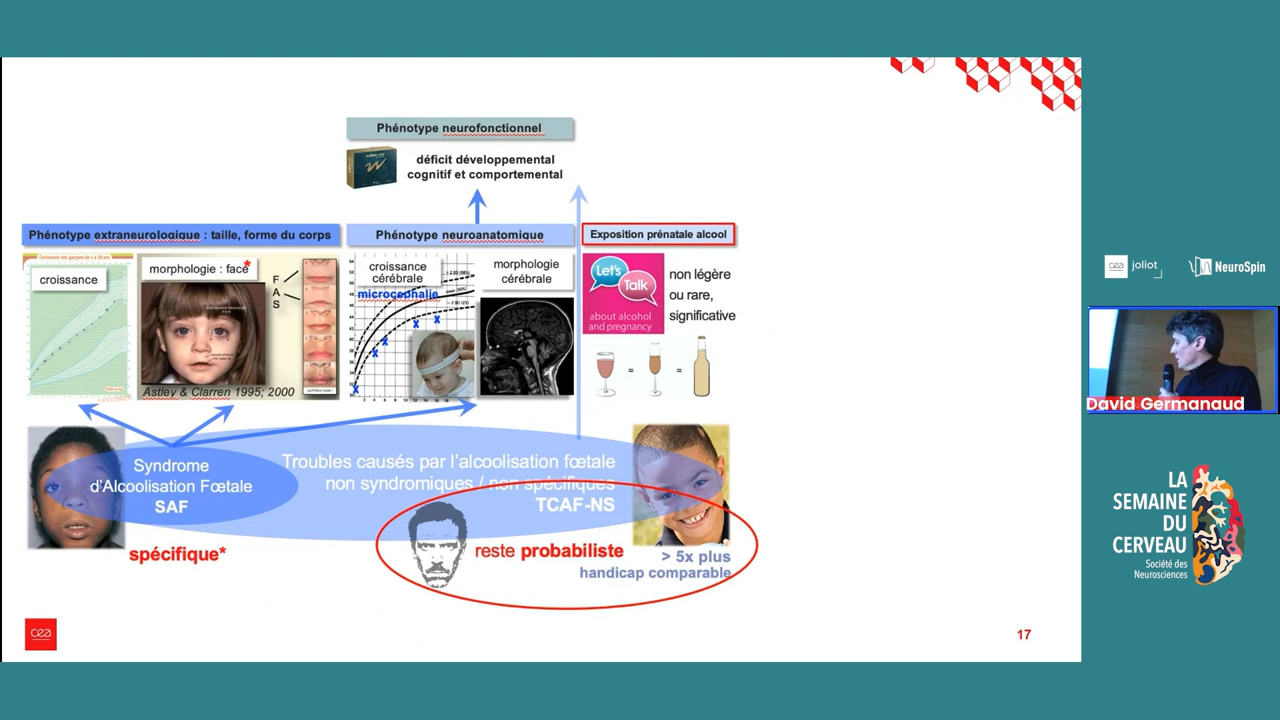 Phénotype neurofonctionnel
déficit développemental
cognitif et comportemental
Phénotype extraneurologique : taille, forme du corps
Phénotype neuroanatomique
Exposition prénatale alcool
croissance
morphologie : face*
F
A
S
Astley & Clarren 1995; 2000
croissance
cérébrale
microcephalie
morphologie
cérébrale
Let's
Talk
about alcohol
and pregnancy
non légère
ou rare,
significative
= =
Syndrome
d'Alcoolisation Fœtale
SAF
spécifique*
Troubles causés par l'alcoolisation fœtale
non syndromiques / non spécifiques
TCAF-NS
reste probabiliste
> 5x plus
handicap comparable
cea
17
cea joliot
NeuroSpin
David Germanaud
LA
SEMAINE
DU
CERVEAU
Société des
Neurosciences